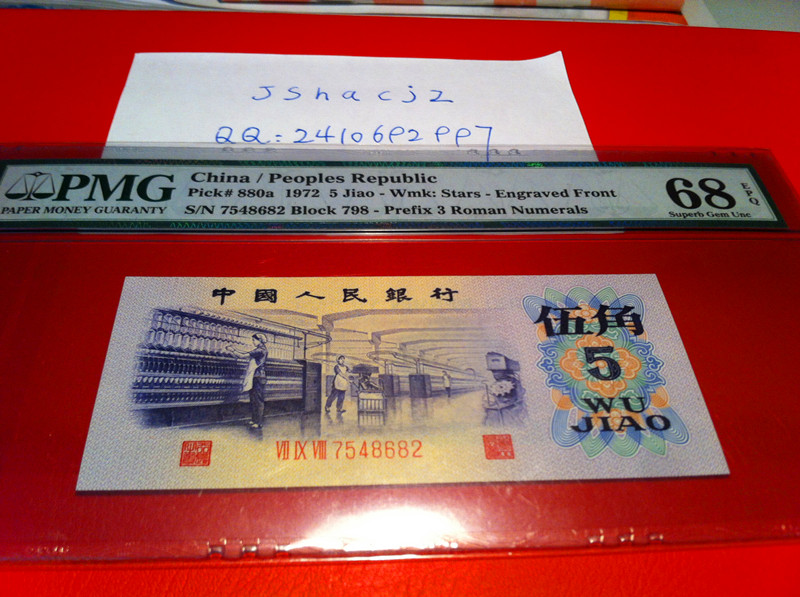 JShacjz
QQ: 2410692997
PMG
PAPER MONEY GUARANTY
China / Peoples Republic
Pick# 880a 1972 5 Jiao - Wmk: Stars - Engraved Front
S/N 7548682 Block 798 - Prefix 3 Roman Numerals
68 EPQ
Superb Gem Unc
中國人民銀行
伍角
5
WU
JIAO
VII IX VIII 7548682